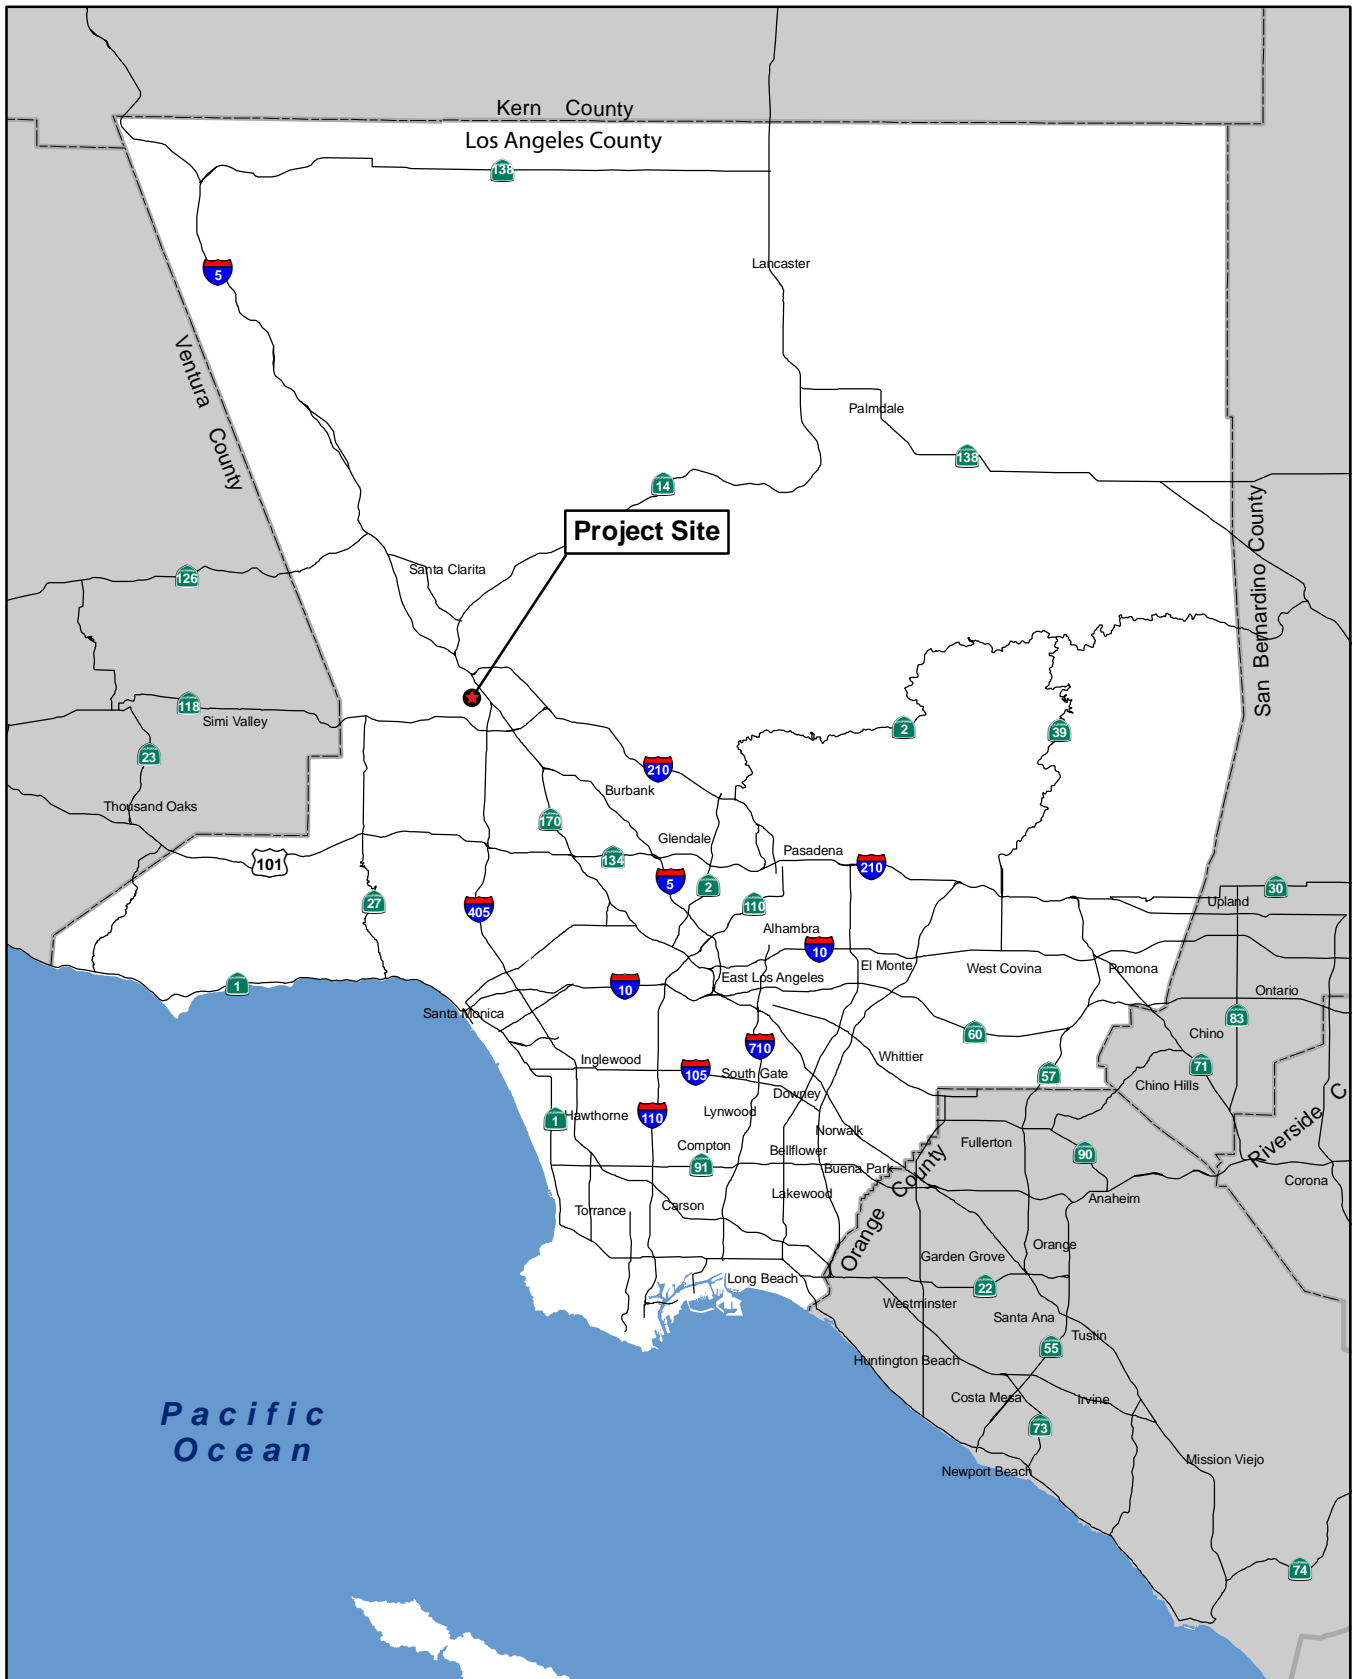 Kern County
Los Angeles County
138
5
Lancaster
Ventura County
Palmdale
138
14
Project Site
San Bernardino County
Santa Clarita
126
118
Simi Valley
2
39
23
210
Burbank
Thousand Oaks
170
Glendale
134
Pasadena
101
210
5
2
30
27
405
110
Upland
Alhambra
10
El Monte
West Covina
Pomona
East Los Angeles
1
10
Ontario
Santa Monica
83
60
Chino
710
Inglewood
Whittier
71
105
South Gate
57
Chino Hills
Downey
1
Hawthorne
110
Lynwood
Norwalk
Riverside C
Compton
Fullerton
90
Bellflower
91
Buena Park
Orange County
Corona
Lakewood
Anaheim
Torrance
Carson
Orange
Garden Grove
Long Beach
22
Westminster
Santa Ana
Tustin
55
Huntington Beach
Costa Mesa
Irvine
Pacific
Ocean
73
Mission Viejo
Newport Beach
74